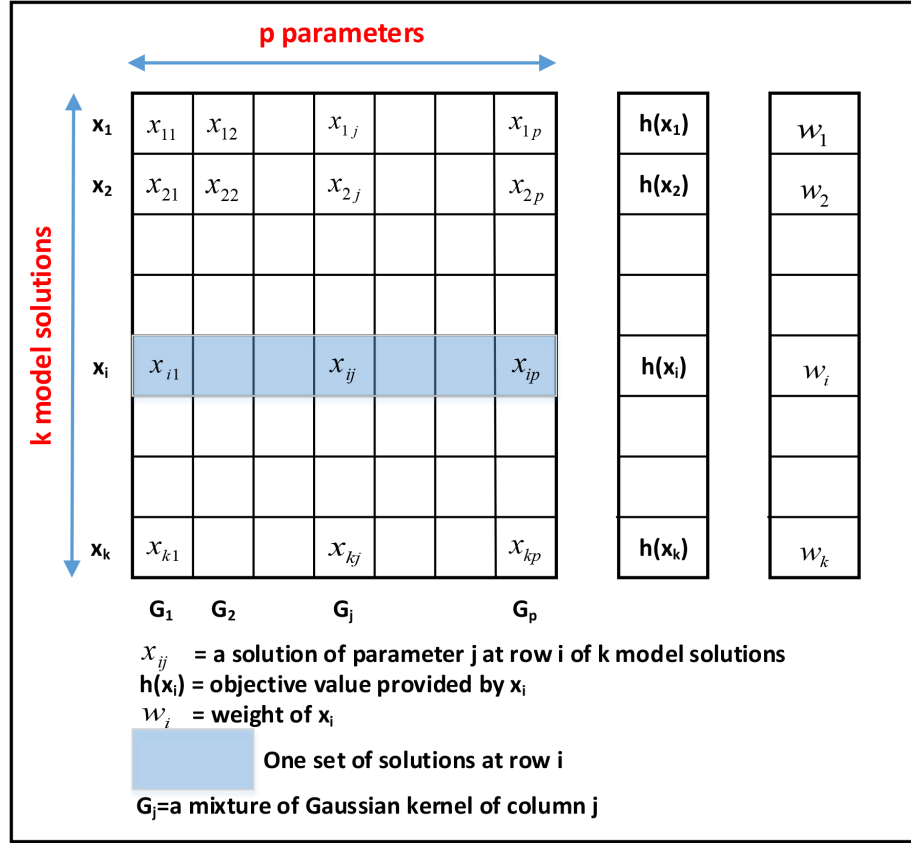 p parameters
k model solutions
x₁ x₁₁ x₁₂ x₁ⱼ x₁ₚ h(x₁) w₁
x₂ x₂₁ x₂₂ x₂ⱼ x₂ₚ h(x₂) w₂
xᵢ xᵢ₁ xᵢⱼ xᵢₚ h(xᵢ) wᵢ
xₖ xₖ₁ xₖⱼ xₖₚ h(xₖ) wₖ
G₁ G₂ Gⱼ Gₚ
xᵢⱼ = a solution of parameter j at row i of k model solutions
h(xᵢ) = objective value provided by xᵢ
wᵢ = weight of xᵢ
One set of solutions at row i
Gⱼ=a mixture of Gaussian kernel of column j